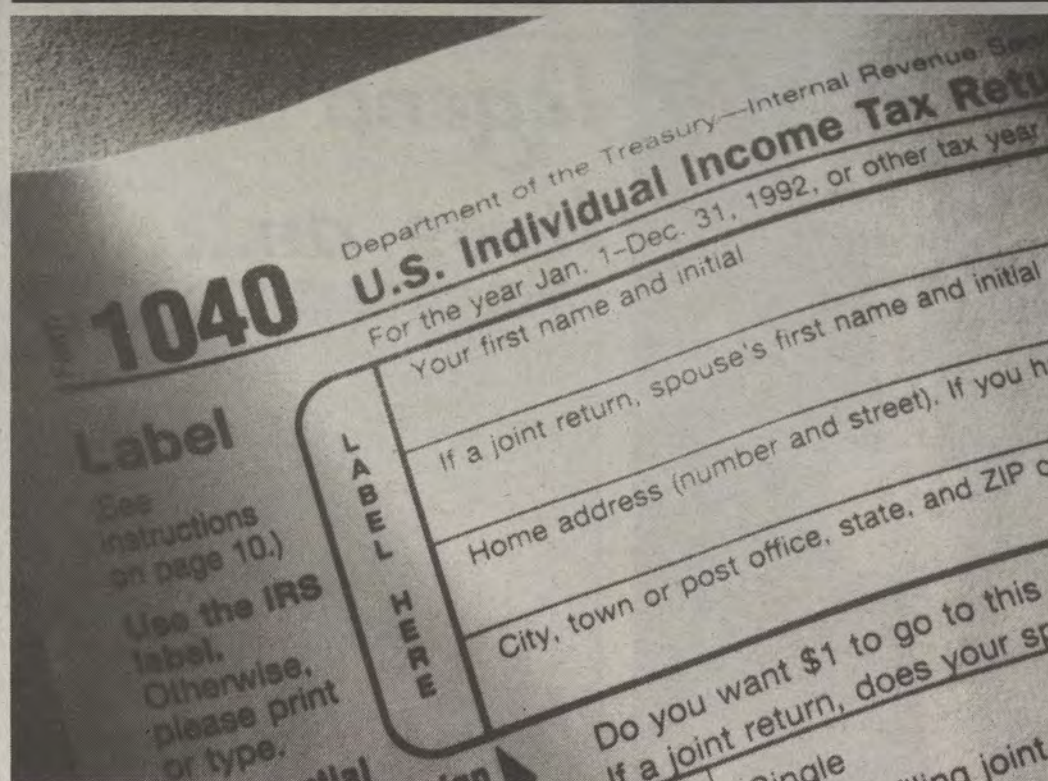 Department of the Treasury—Internal Revenue
1040
U.S. Individual Income Tax Retu
For the year Jan. 1–Dec. 31, 1992, or other tax year
Your first name and initial
If a joint return, spouse's first name and initial
Home address (number and street). If you h
City, town or post office, state, and ZIP c
LABEL HERE
Label
See
instructions
on page 10.)
Use the IRS
label.
Otherwise,
please print
or type.
Do you want $1 to go to this
If a joint return, does your sp
Single
joint